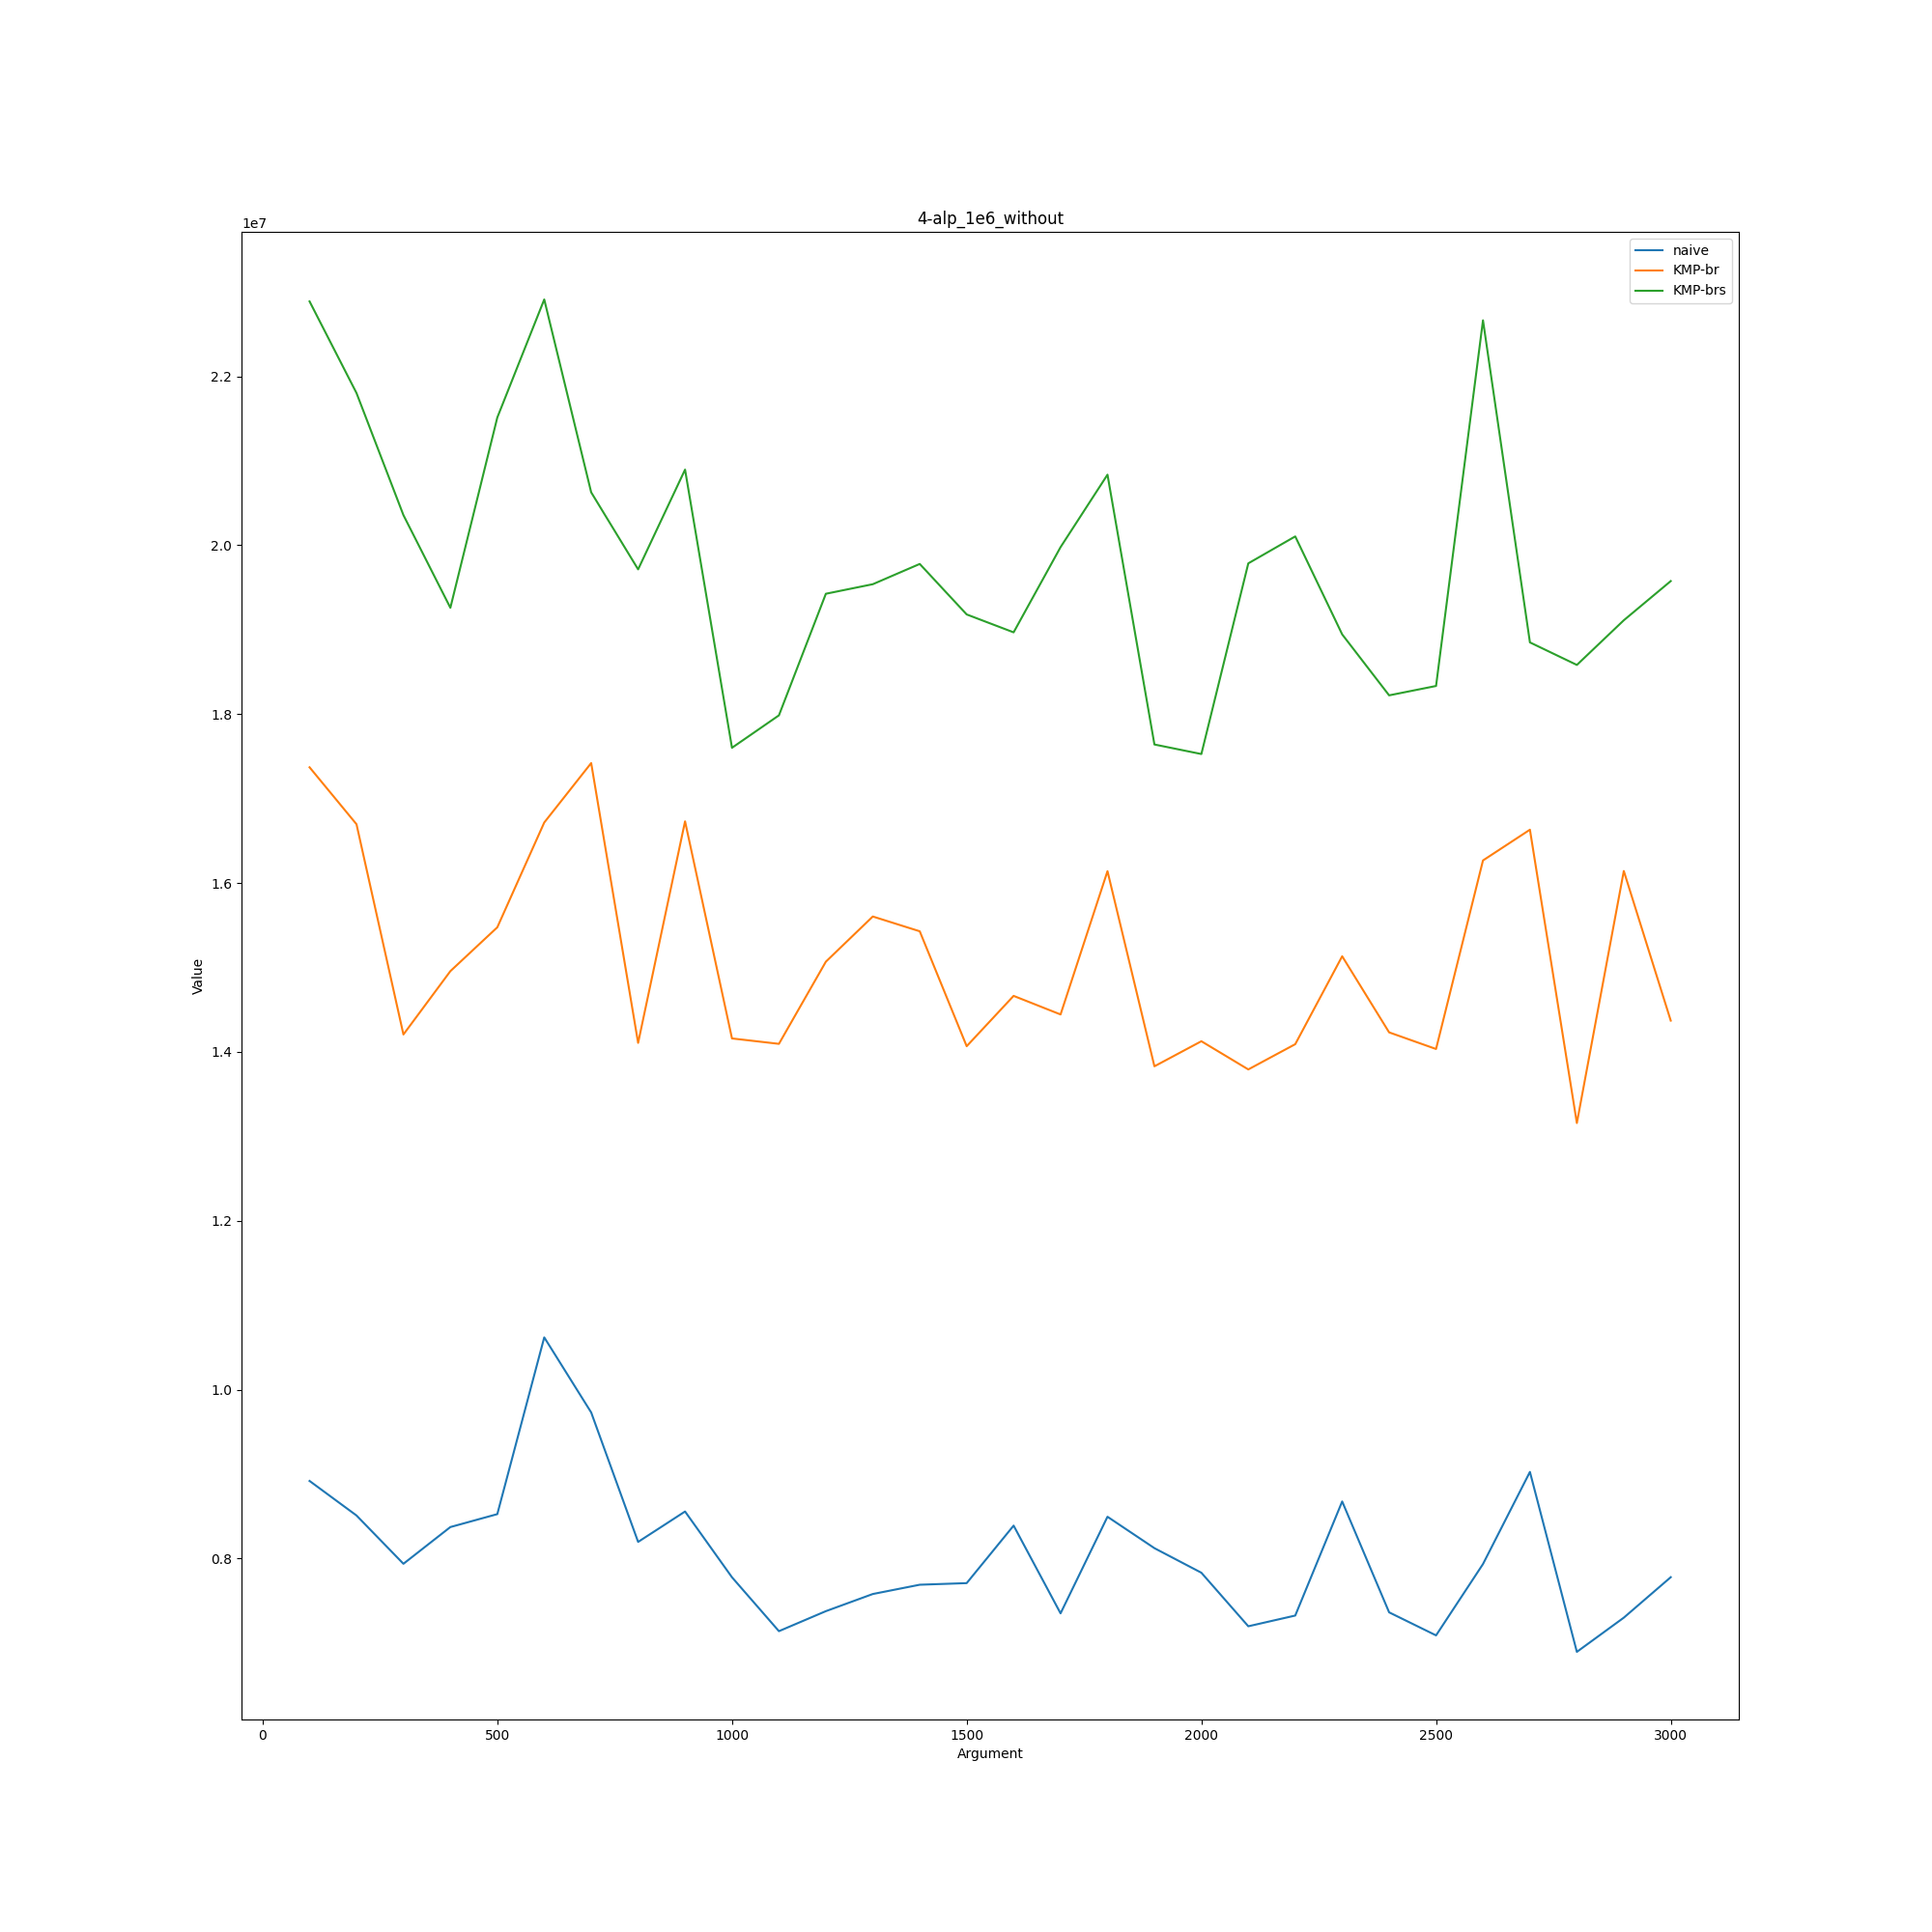 4-alp_1e6_without
1e7
naive
KMP-br
KMP-brs
2.2
2.0
1.8
1.6
1.4
1.2
1.0
0.8
Value
0 500 1000 1500 2000 2500 3000
Argument